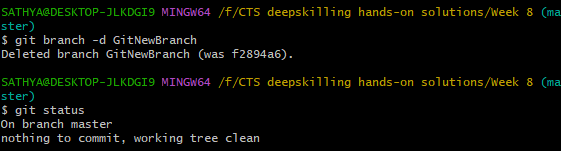 SATHYA@DESKTOP-JLKDGI9 MINGW64 /f/CTS deepskilling hands-on solutions/Week 8 (ma
ster)
$ git branch -d GitNewBranch
Deleted branch GitNewBranch (was f2894a6).
SATHYA@DESKTOP-JLKDGI9 MINGW64 /f/CTS deepskilling hands-on solutions/Week 8 (ma
ster)
$ git status
On branch master
nothing to commit, working tree clean